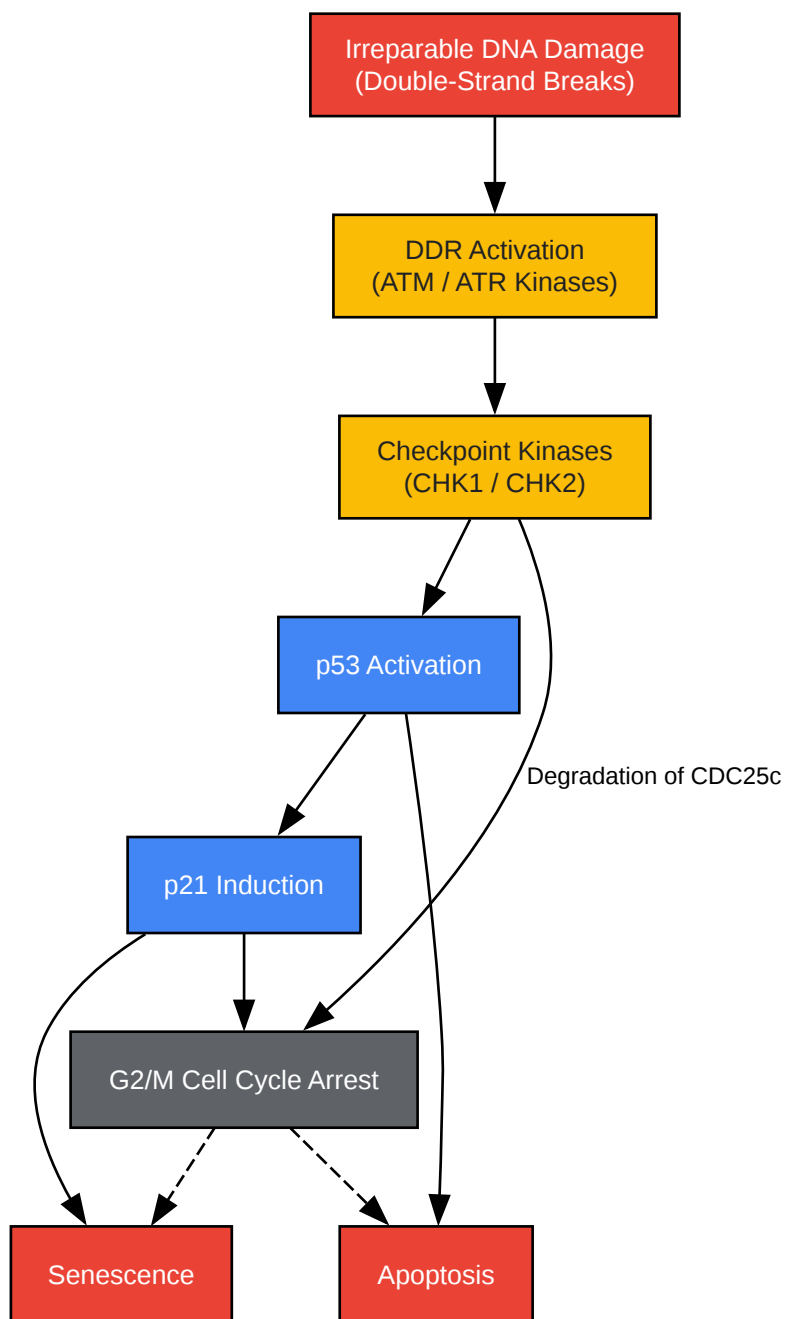 Irreparable DNA Damage
(Double-Strand Breaks)
DDR Activation
(ATM / ATR Kinases)
Checkpoint Kinases
(CHK1 / CHK2)
p53 Activation
Degradation of CDC25c
p21 Induction
G2/M Cell Cycle Arrest
Senescence
Apoptosis